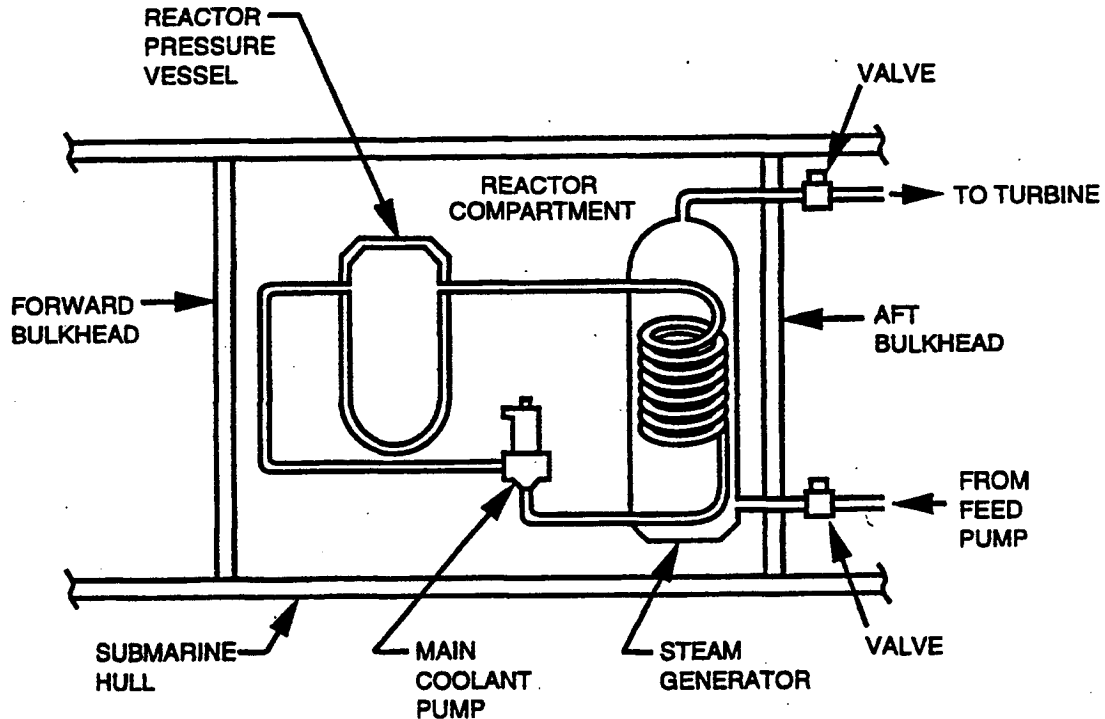 REACTOR
PRESSURE
VESSEL
VALVE
REACTOR
COMPARTMENT
TO TURBINE
FORWARD
BULKHEAD
AFT
BULKHEAD
FROM
FEED
PUMP
SUBMARINE
HULL
MAIN
COOLANT
PUMP
STEAM
GENERATOR
VALVE